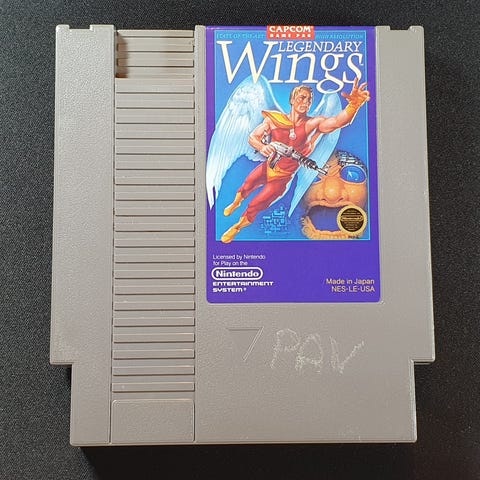 CAPCOM®
GAME PAK
STATE OF THE ART
HIGH RESOLUTION
LEGENDARY
Wings
Licensed by Nintendo
for Play on the
Nintendo
ENTERTAINMENT
SYSTEM®
Made in Japan
NES-LE-USA
PAV